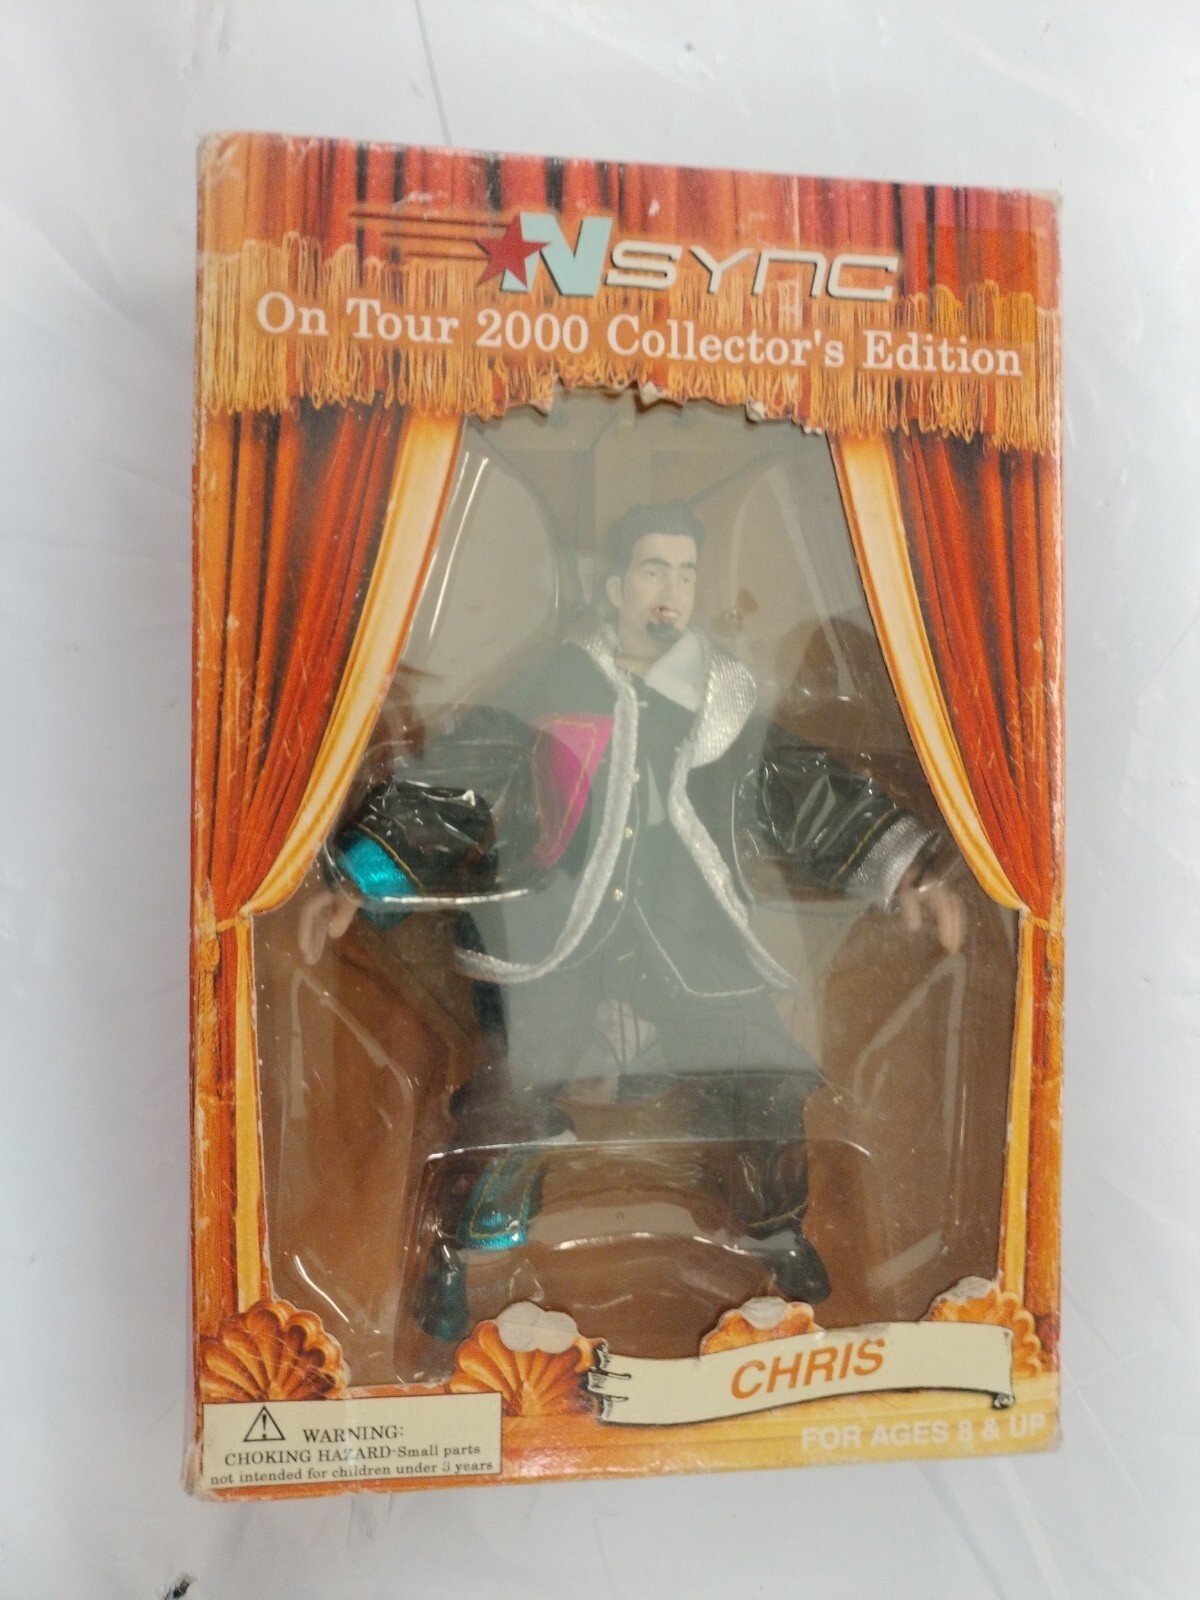 NSYNC
On Tour 2000 Collector's Edition
CHRIS
FOR AGES 8 & UP
WARNING:
CHOKING HAZARD-Small parts
not intended for children under 3 years